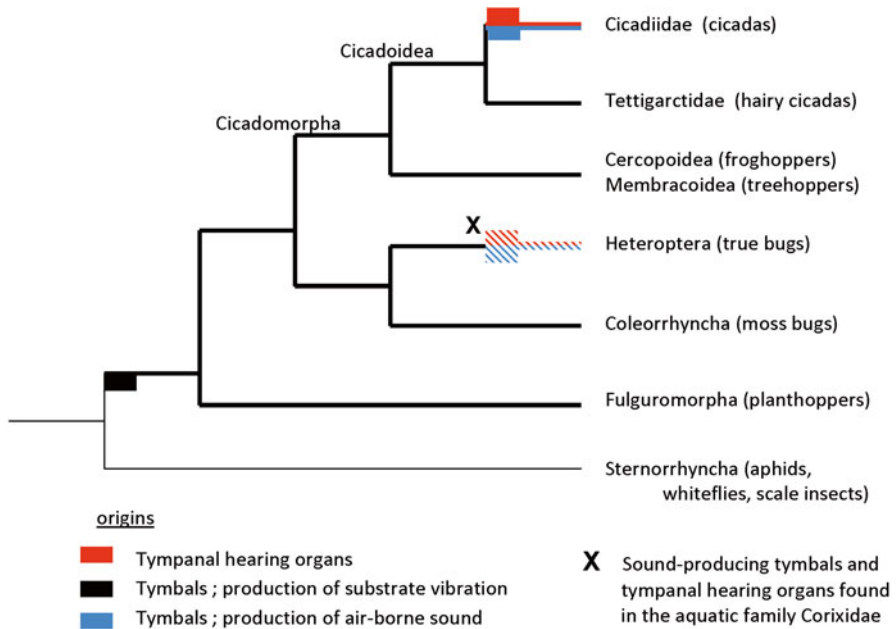 Cicadiidae (cicadas)
Cicadoidea
Tettigarctidae (hairy cicadas)
Cicadomorpha
Cercopoidea (froghoppers)
Membracoidea (treehoppers)
X
Heteroptera (true bugs)
Coleorrhyncha (moss bugs)
Fulguromorpha (planthoppers)
Sternorrhyncha (aphids,
whiteflies, scale insects)
origins
Tympanal hearing organs
Tymbals ; production of substrate vibration
Tymbals ; production of air-borne sound
X Sound-producing tymbals and
tympanal hearing organs found
in the aquatic family Corixidae